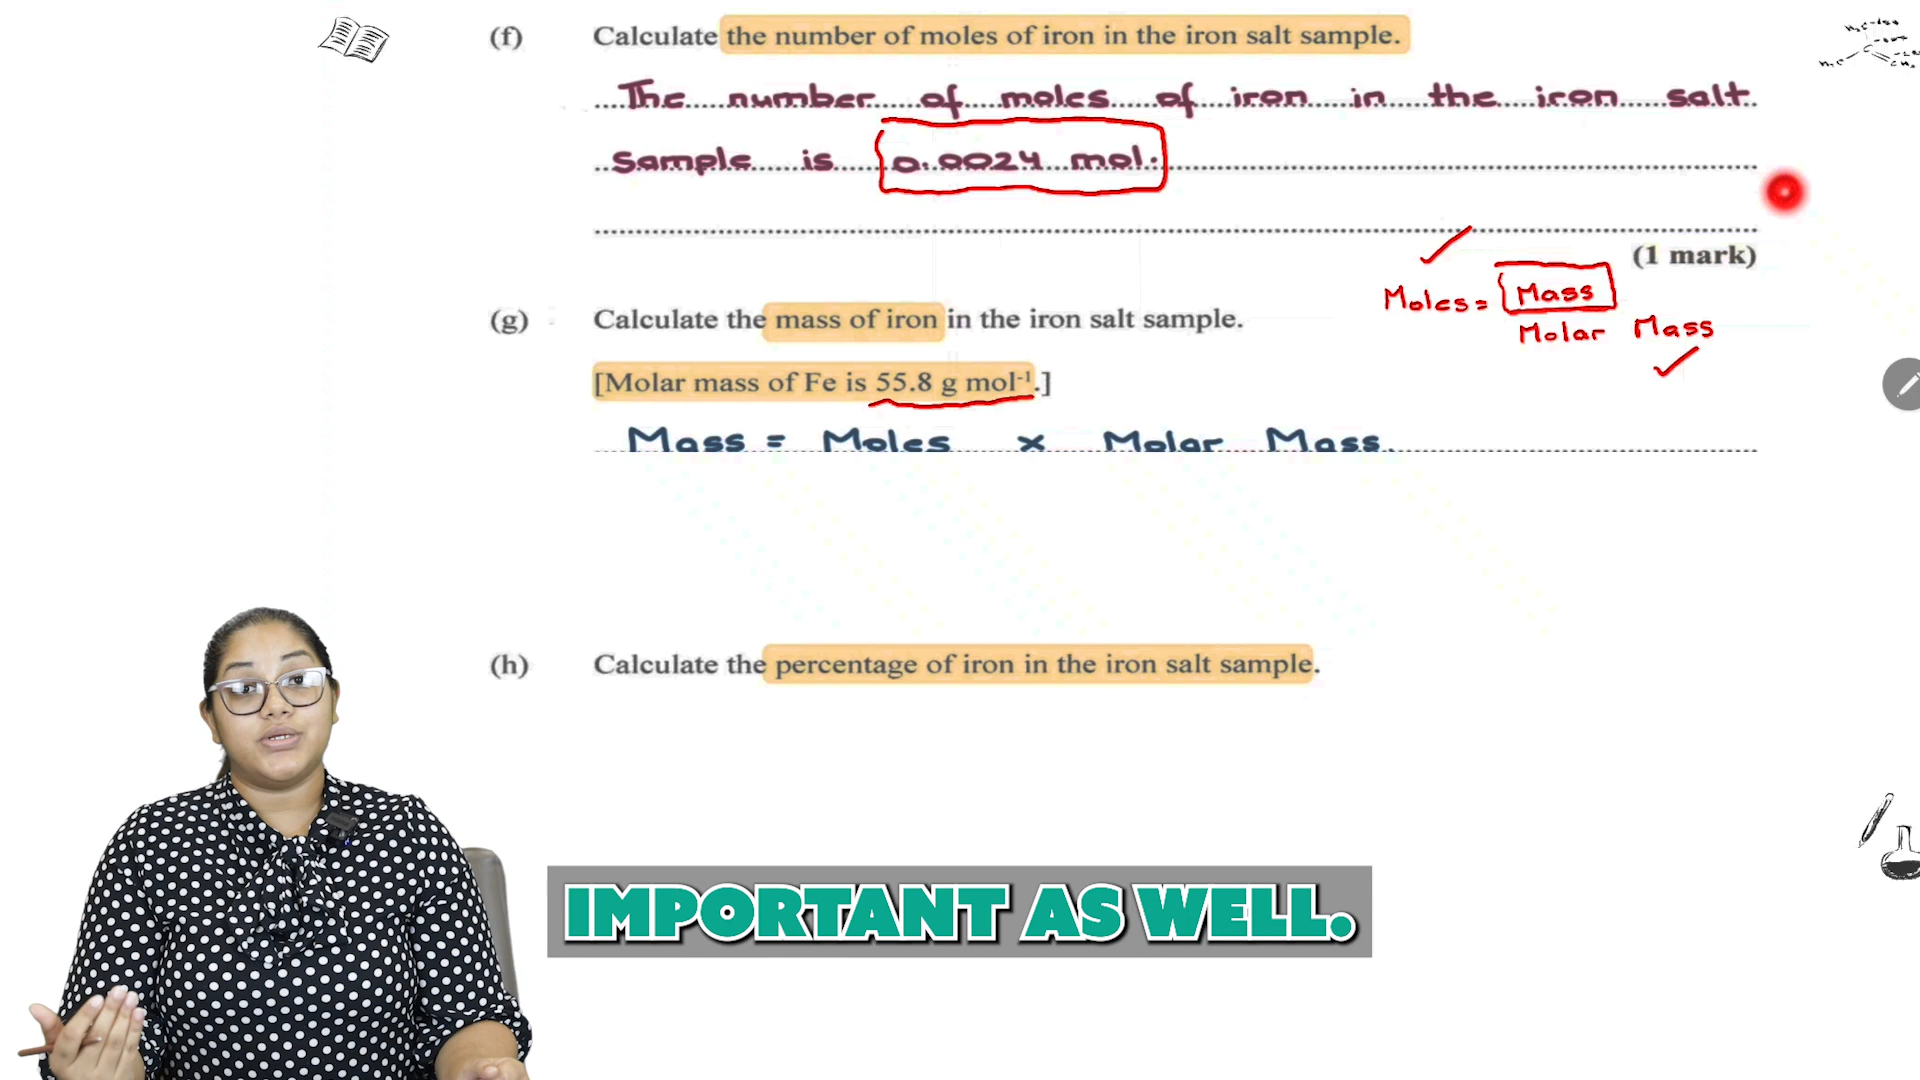 (f) Calculate the number of moles of iron in the iron salt sample.
The number of moles of iron in the iron salt
Sample is 0.0024 mol.
(1 mark)
Moles = Mass
Molar Mass
(g) Calculate the mass of iron in the iron salt sample.
[Molar mass of Fe is 55.8 g mol⁻¹.]
Mass = Moles x Molar Mass.
(h) Calculate the percentage of iron in the iron salt sample.
IMPORTANT AS WELL.